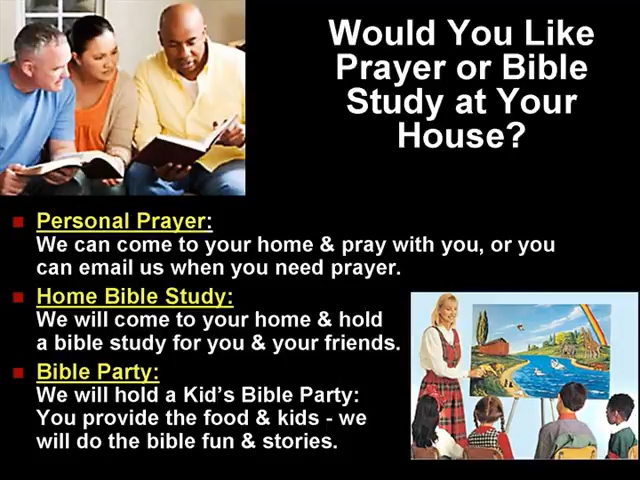 Would You Like
Prayer or Bible
Study at Your
House?
Personal Prayer:
We can come to your home & pray with you, or you
can email us when you need prayer.
Home Bible Study:
We will come to your home & hold
a bible study for you & your friends.
Bible Party:
We will hold a Kid's Bible Party:
You provide the food & kids - we
will do the bible fun & stories.